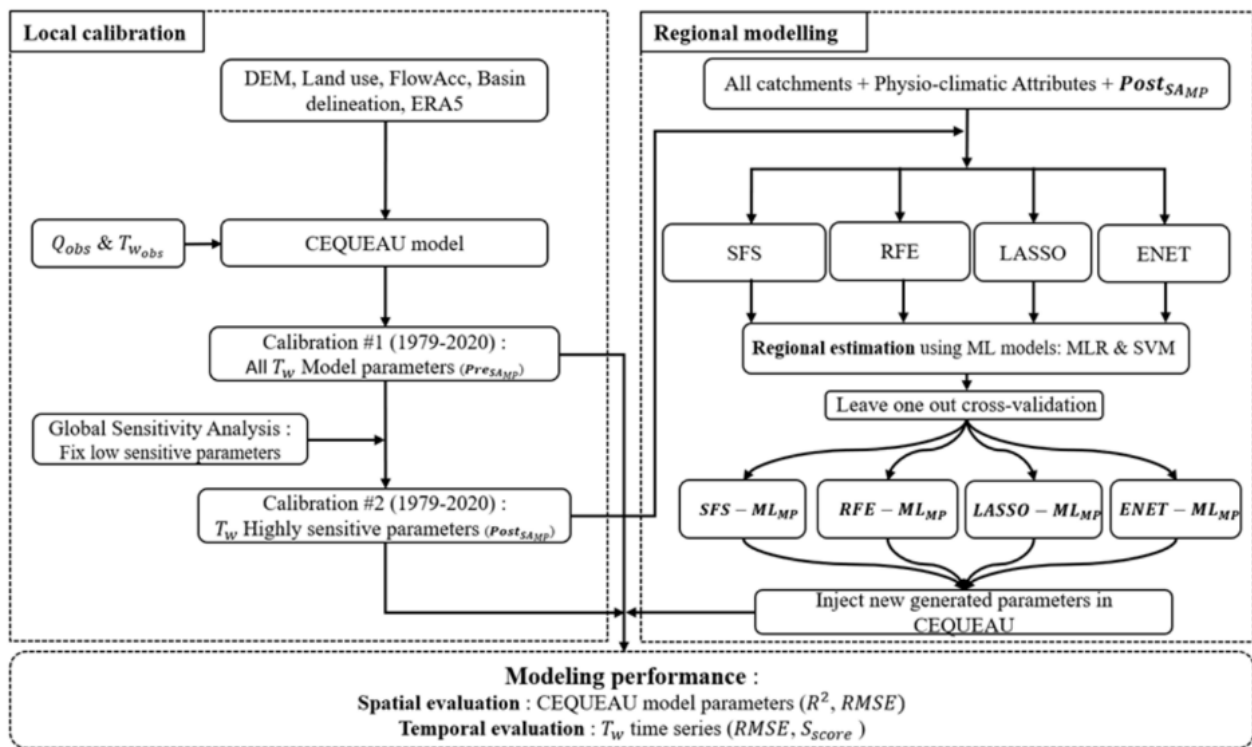 Local calibration
DEM, Land use, FlowAcc, Basin
delineation, ERA5
Q_obs & T_w_obs
CEQUEAU model
Calibration #1 (1979-2020) :
All T_w Model parameters (Pre_SA_MP)
Global Sensitivity Analysis :
Fix low sensitive parameters
Calibration #2 (1979-2020) :
T_w Highly sensitive parameters (Post_SA_MP)
Regional modelling
All catchments + Physio-climatic Attributes + Post_SA_MP
SFS
RFE
LASSO
ENET
Regional estimation using ML models: MLR & SVM
Leave one out cross-validation
SFS − ML_MP
RFE − ML_MP
LASSO − ML_MP
ENET − ML_MP
Inject new generated parameters in
CEQUEAU
Modeling performance :
Spatial evaluation : CEQUEAU model parameters (R², RMSE)
Temporal evaluation : T_w time series (RMSE, S_score )